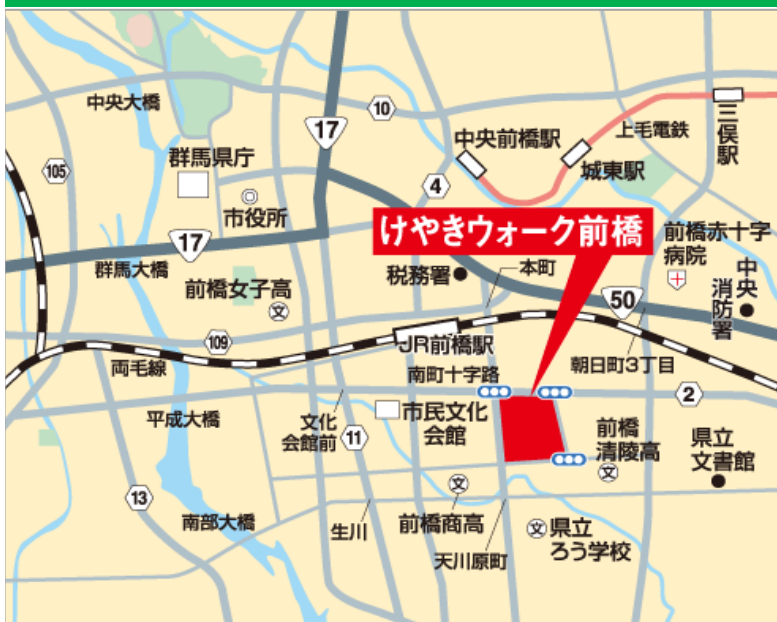 中央大橋
10
17
中央前橋駅
上毛電鉄
三俣駅
105
群馬県庁
4
城東駅
市役所
けやきウォーク前橋
17
前橋赤十字
病院
群馬大橋
税務署
本町
中央
消防署
前橋女子高
文
50
109
JR前橋駅
両毛線
朝日町3丁目
南町十字路
2
平成大橋
文化
会館前
市民文化
会館
11
前橋
清陵高
文
県立
文書館
13
文
南部大橋
生川
前橋商高
文
県立
ろう学校
天川原町